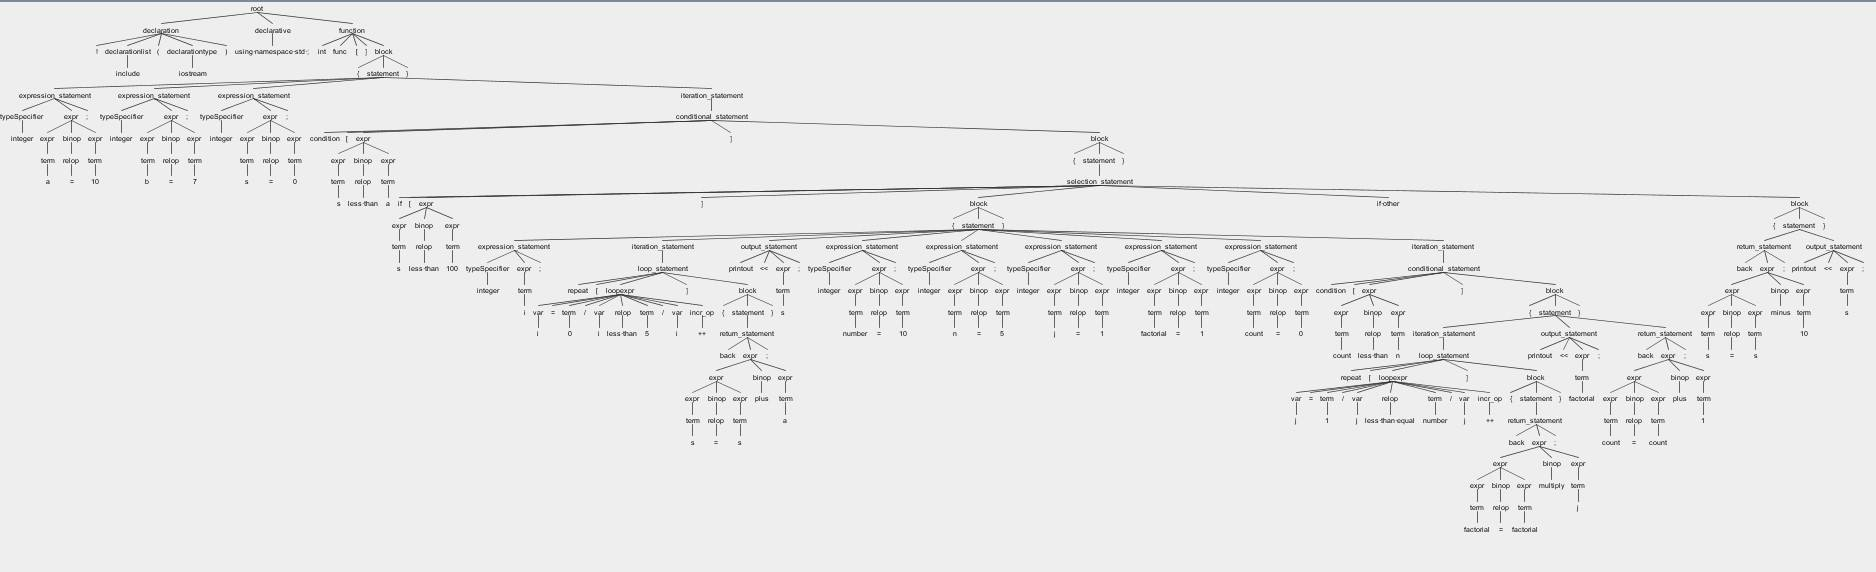 root
declaration declarative function
! declarationlist ( declarationtype ) using·namespace·std·; int func [ ] block
include iostream { statement }
expression_statement expression_statement expression_statement iteration_statement
typeSpecifier expr ; typeSpecifier expr ; typeSpecifier expr ; conditional_statement
integer expr binop expr integer expr binop expr integer expr binop expr condition [ expr ] block
term relop term term relop term term relop term expr binop expr { statement }
a = 10 b = 7 s = 0 term relop term selection_statement
s less·than a if [ expr ] block if·other block
expr binop expr { statement } { statement }
term relop term expression_statement iteration_statement output_statement expression_statement expression_statement expression_statement expression_statement expression_statement iteration_statement return_statement output_statement
s less·than 100 typeSpecifier expr ; loop_statement printout << expr ; typeSpecifier expr ; typeSpecifier expr ; typeSpecifier expr ; typeSpecifier expr ; typeSpecifier expr ; conditional_statement back expr ; printout << expr ;
integer term repeat [ loopexpr ] block term integer expr binop expr integer expr binop expr integer expr binop expr integer expr binop expr integer expr binop expr condition [ expr ] block expr binop expr term
i var = term / var relop term / var incr_op { statement } s term relop term term relop term term relop term term relop term term relop term expr binop expr { statement } expr binop expr minus term s
i 0 i less·than 5 i ++ return_statement number = 10 n = 5 j = 1 factorial = 1 count = 0 term relop term iteration_statement output_statement return_statement term relop term 10
back expr ; count less·than n loop_statement printout << expr ; back expr ; s = s
expr binop expr repeat [ loopexpr ] block term expr binop expr
expr binop expr plus term var = term / var relop term / var incr_op { statement } factorial expr binop expr plus term
term relop term a j 1 j less·than·equal number j ++ return_statement term relop term 1
s = s back expr ; count = count
expr binop expr
expr binop expr multiply term
term relop term j
factorial = factorial